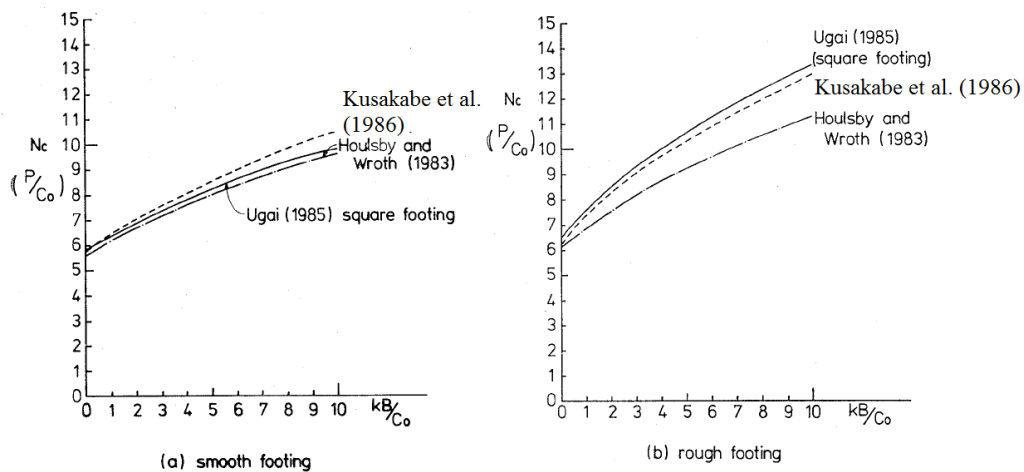 15
14
13
12
11
Nc
10
(P/Co)
9
8
7
6
5
4
3
2
1
0
Kusakabe et al.
(1986)
Houlsby and
Wroth (1983)
Ugai (1985) square footing
0 1 2 3 4 5 6 7 8 9 10 kB/Co
(a) smooth footing
15
14
13
12
Nc
11
(P/Co)
10
9
8
7
6
5
4
3
2
1
0
Ugai (1985)
(square footing)
Kusakabe et al. (1986)
Houlsby and
Wroth (1983)
0 1 2 3 4 5 6 7 8 9 10 kB/Co
(b) rough footing